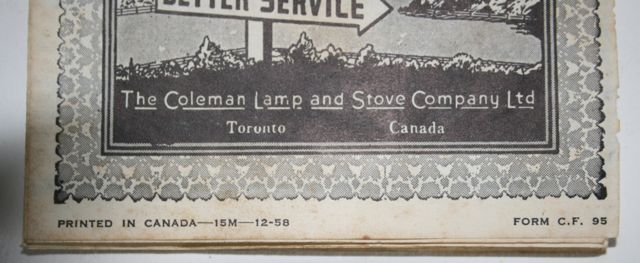 BETTER SERVICE
The Coleman Lamp and Stove Company Ltd
Toronto Canada
PRINTED IN CANADA—15M—12-58 FORM C.F. 95